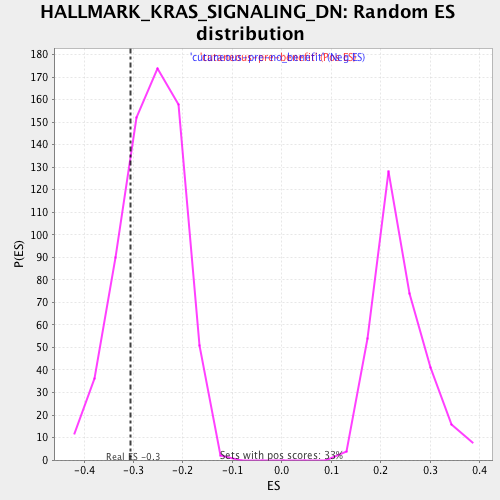 HALLMARK_KRAS_SIGNALING_DN: Random ES
distribution
(Neg ES)
180
170
160
150
140
130
120
110
100
90
80
70
60
50
40
30
20
10
0
P(ES)
Real ES −0.3
Sets with pos scores: 33%
−0.4 −0.3 −0.2 −0.1 0.0 0.1 0.2 0.3 0.4
ES